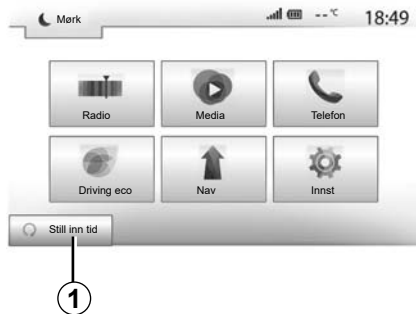 Mørk
--°C
18:49
Radio
Media
Telefon
Driving eco
Nav
Innst
Still inn tid
1